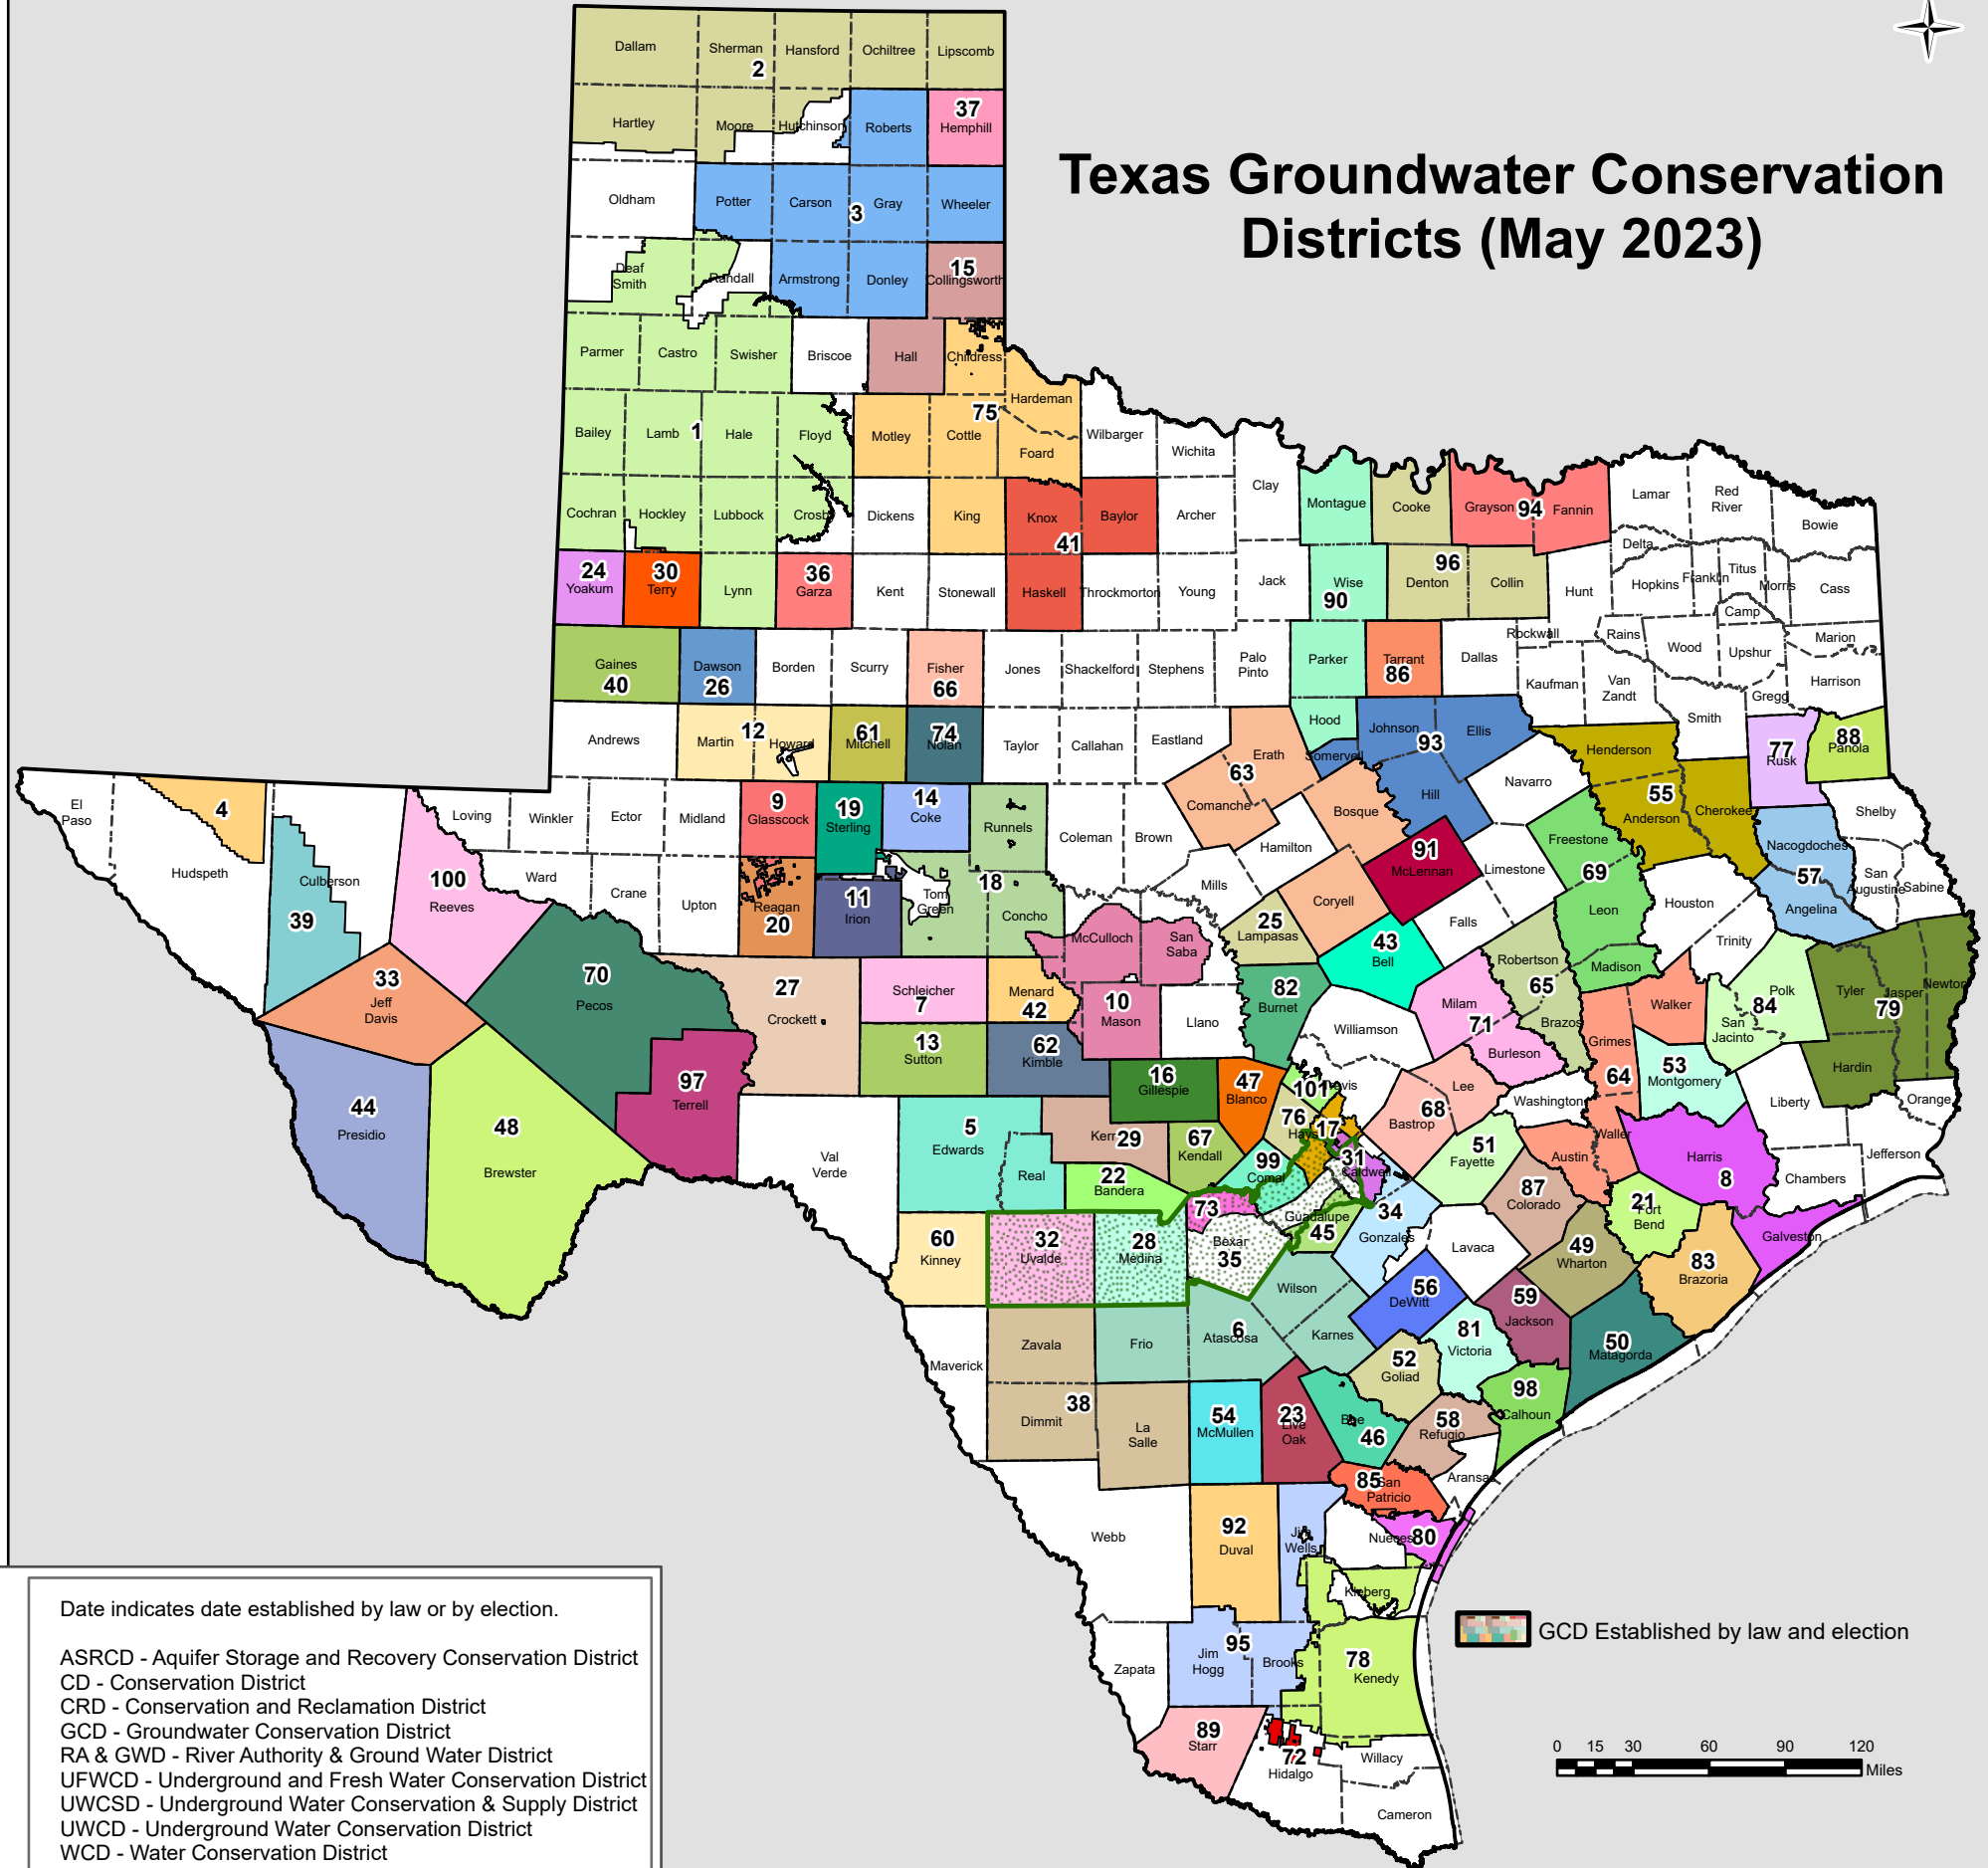 Texas Groundwater Conservation
Districts (May 2023)
Dallam
Sherman
Hansford
Ochiltree
Lipscomb
2
Hartley
Moore
Hutchinson
Roberts
37
Hemphill
Oldham
Potter
Carson
3
Gray
Wheeler
Deaf
Smith
Randall
Armstrong
Donley
15
Collingsworth
Parmer
Castro
Swisher
Briscoe
Hall
Childress
Hardeman
75
Bailey
Lamb
1
Hale
Floyd
Motley
Cottle
Foard
Wilbarger
Wichita
Clay
Montague
Cooke
Grayson
94
Fannin
Lamar
Red
River
Bowie
Cochran
Hockley
Lubbock
Crosb
Dickens
King
Knox
Baylor
41
Archer
Delta
24
Yoakum
30
Terry
Lynn
36
Garza
Kent
Stonewall
Haskell
Throckmorton
Young
Jack
Wise
90
Denton
96
Collin
Hunt
Hopkins
Franklin
Titus
Morris
Cass
Camp
Gaines
40
Dawson
26
Borden
Scurry
Fisher
66
Jones
Shackelford
Stephens
Palo
Pinto
Parker
Tarrant
86
Dallas
Rockwall
Rains
Wood
Upshur
Marion
Kaufman
Van
Zandt
Gregg
Harrison
Smith
Andrews
Martin
12
Howard
61
Mitchell
74
Nolan
Taylor
Callahan
Eastland
Erath
63
Hood
Somervell
Johnson
93
Ellis
Henderson
77
Rusk
88
Panola
El
Paso
4
Hudspeth
39
Culberson
100
Reeves
Loving
Winkler
Ector
Midland
9
Glasscock
19
Sterling
14
Coke
Runnels
Coleman
Brown
Comanche
Hamilton
Bosque
Hill
Navarro
55
Anderson
Cherokee
Shelby
Ward
Crane
Upton
Reagan
20
11
Irion
Tom
Green
18
Concho
Mills
Coryell
91
McLennan
Limestone
Freestone
69
Leon
Houston
Nacogdoches
57
Angelina
San
Augustine
Sabine
33
Jeff
Davis
70
Pecos
27
Crockett
Schleicher
7
Menard
42
McCulloch
San
Saba
25
Lampasas
43
Bell
Falls
Robertson
65
Madison
Trinity
10
Mason
Llano
82
Burnet
Williamson
Milam
71
Brazos
Burleson
Grimes
64
Walker
Polk
84
San
Jacinto
Tyler
Jasper
Newton
79
Hardin
44
Presidio
48
Brewster
97
Terrell
13
Sutton
62
Kimble
16
Gillespie
47
Blanco
101
Travis
Lee
68
Bastrop
Washington
53
Montgomery
Liberty
Orange
Jefferson
Val
Verde
5
Edwards
Real
Kerr
29
22
Bandera
67
Kendall
76
Hays
17
99
Comal
31
Caldwell
51
Fayette
Austin
Waller
Harris
8
Chambers
60
Kinney
32
Uvalde
28
Medina
73
Bexar
35
Guadalupe
45
34
Gonzales
Lavaca
87
Colorado
21
Fort
Bend
49
Wharton
83
Brazoria
Galveston
Maverick
Zavala
Frio
Atascosa
6
Wilson
Karnes
56
DeWitt
59
Jackson
81
Victoria
50
Matagorda
52
Goliad
Dimmit
38
La
Salle
54
McMullen
23
Live
Oak
Bee
46
58
Refugio
98
Calhoun
Aransas
85
San
Patricio
Webb
92
Duval
Jim
Wells
Nueces
80
Kleberg
Zapata
Jim
Hogg
95
Brooks
78
Kenedy
89
Starr
72
Hidalgo
Willacy
Cameron
GCD Established by law and election
0 15 30 60 90 120
Miles
Date indicates date established by law or by election.
ASRCD - Aquifer Storage and Recovery Conservation District
CD - Conservation District
CRD - Conservation and Reclamation District
GCD - Groundwater Conservation District
RA & GWD - River Authority & Ground Water District
UFWCD - Underground and Fresh Water Conservation District
UWCSD - Underground Water Conservation & Supply District
UWCD - Underground Water Conservation District
WCD - Water Conservation District